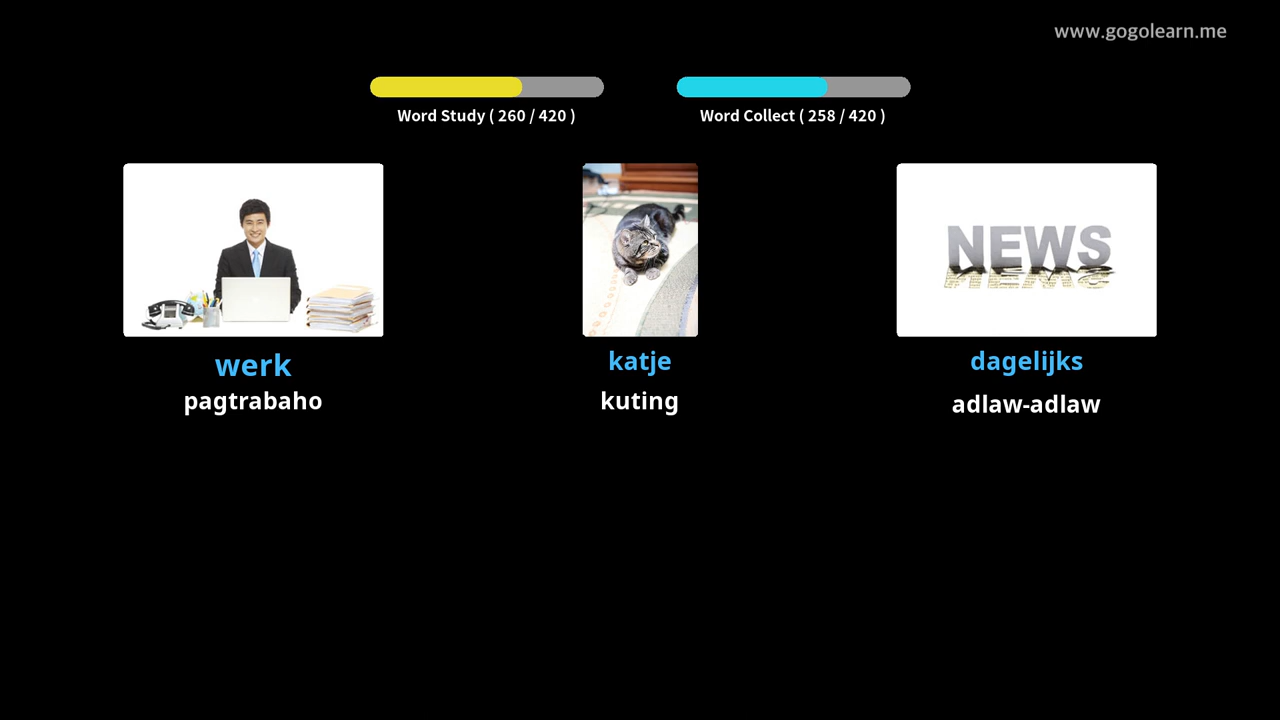 www.gogolearn.me
Word Study ( 260 / 420 )
Word Collect ( 258 / 420 )
NEWS
werk
katje
dagelijks
pagtrabaho
kuting
adlaw-adlaw